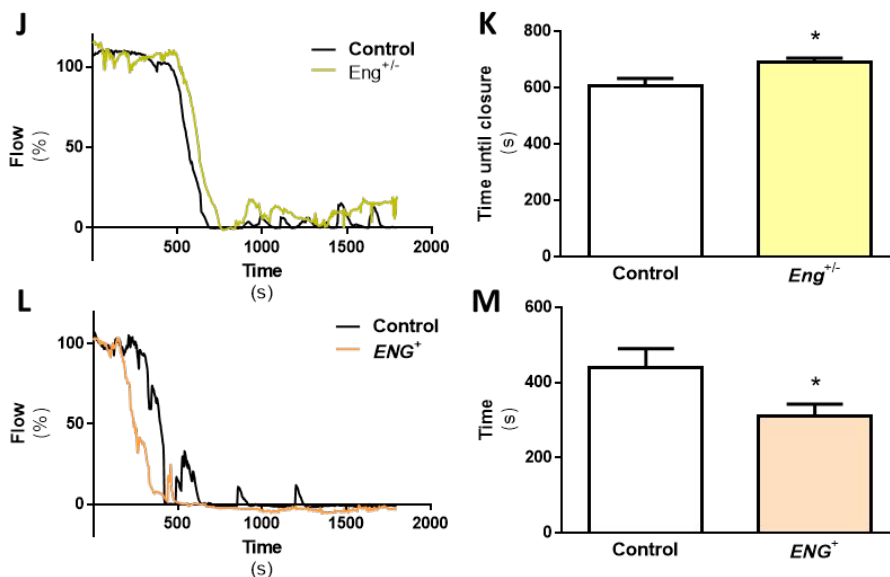 J
Control
Eng+/-
100
50
0
Flow
(%)
500
1000
1500
2000
Time
(s)
K
*
800
600
400
200
0
Time until closure
(s)
Control
Eng+/-
L
Control
ENG+
100
50
0
Flow
(%)
500
1000
1500
2000
Time
(s)
M
*
600
400
200
0
Time
(s)
Control
ENG+